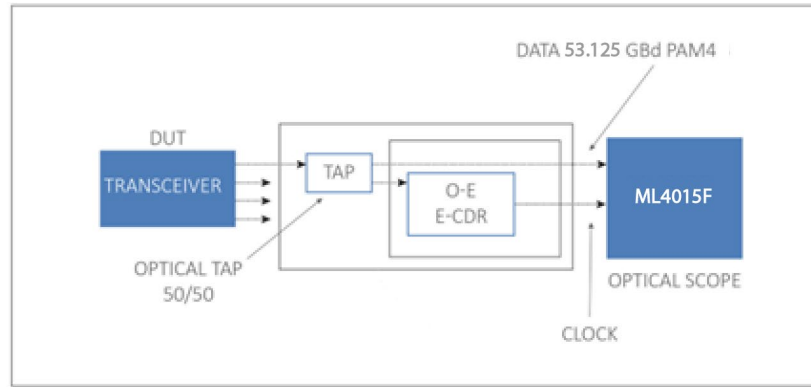 DATA 53.125 GBd PAM4
DUT
TRANSCEIVER
TAP
O-E
E-CDR
ML4015F
OPTICAL TAP
50/50
OPTICAL SCOPE
CLOCK